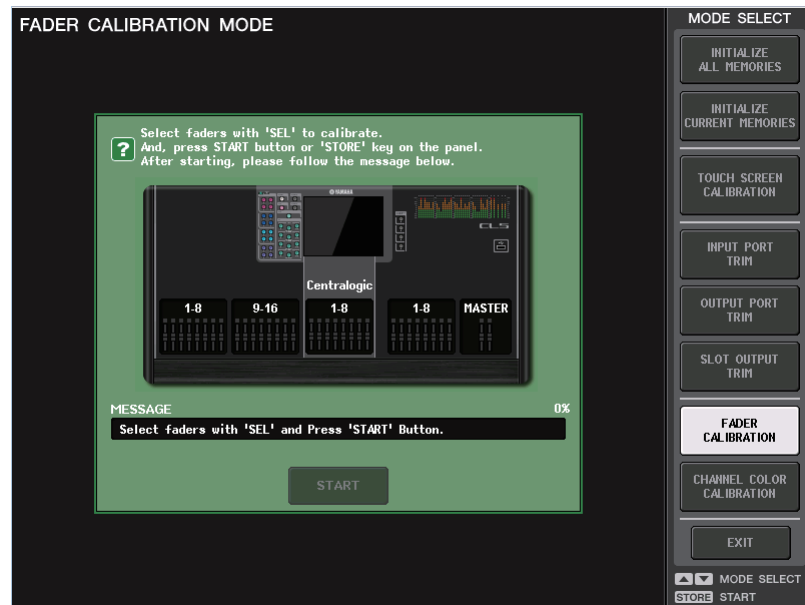 FADER CALIBRATION MODE
Select faders with 'SEL' to calibrate.
? And, press START button or 'STORE' key on the panel.
After starting, please follow the message below.
YAMAHA
CL5
Centralogic
1-8
9-16
1-8
1-8
MASTER
MESSAGE
0%
Select faders with 'SEL' and Press 'START' Button.
START
MODE SELECT
INITIALIZE
ALL MEMORIES
INITIALIZE
CURRENT MEMORIES
TOUCH SCREEN
CALIBRATION
INPUT PORT
TRIM
OUTPUT PORT
TRIM
SLOT OUTPUT
TRIM
FADER
CALIBRATION
CHANNEL COLOR
CALIBRATION
EXIT
MODE SELECT
STORE START